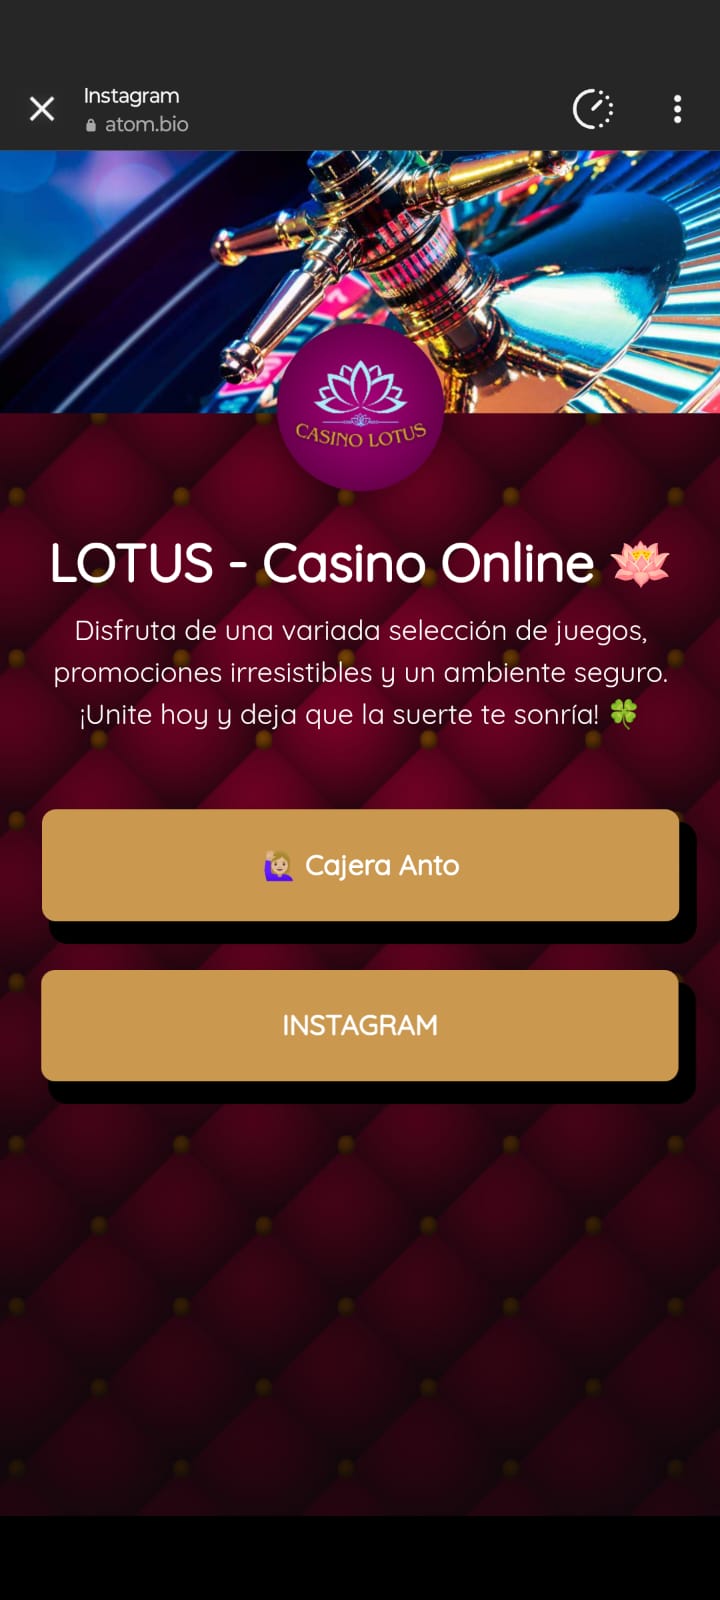 Instagram
atom.bio
CASINO LOTUS
LOTUS - Casino Online 🪷
Disfruta de una variada selección de juegos,
promociones irresistibles y un ambiente seguro.
¡Unite hoy y deja que la suerte te sonría! 🍀
🙋🏼‍♀️ Cajera Anto
INSTAGRAM